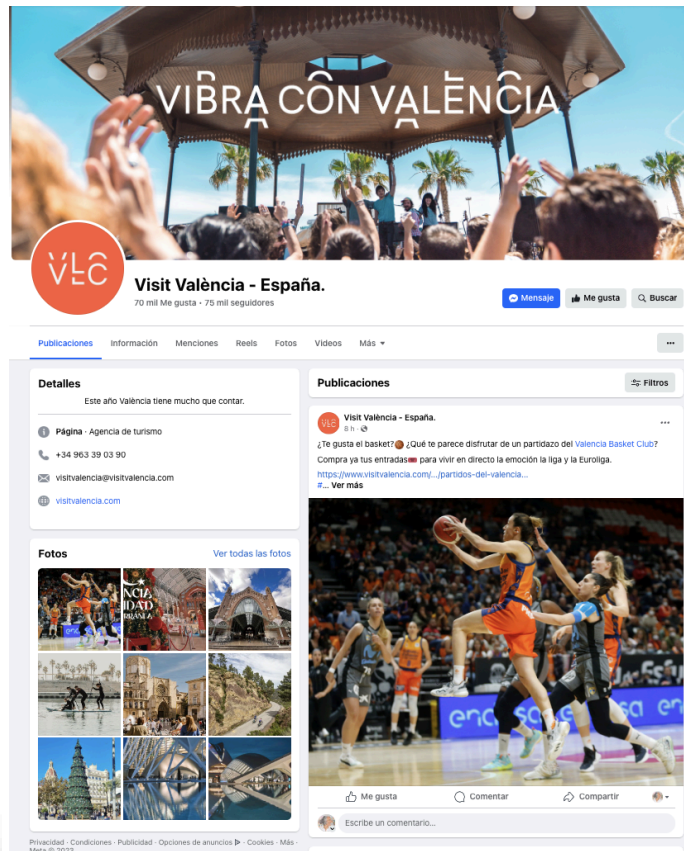 VIBRA CON VALÈNCIA
VLC
VLC
Visit València - España.
70 mil Me gusta • 75 mil seguidores
Mensaje
Me gusta
Buscar
Publicaciones
Información
Menciones
Reels
Fotos
Videos
Más
Detalles
Este año València tiene mucho que contar.
Página · Agencia de turismo
+34 963 39 03 90
visitvalencia@visitvalencia.com
visitvalencia.com
Fotos
Ver todas las fotos
NCIA
IDAD
Privacidad · Condiciones · Publicidad · Opciones de anuncios · Cookies · Más ·
Meta © 2023
Publicaciones
Filtros
Visit València - España.
8 h ·
¿Te gusta el basket?🏀 ¿Qué te parece disfrutar de un partidazo del Valencia Basket Club?
Compra ya tus entradas🎟️ para vivir en directo la emoción la liga y la Euroliga.
https://www.visitvalencia.com/.../partidos-del-valencia...
#... Ver más
Me gusta
Comentar
Compartir
Escribe un comentario...